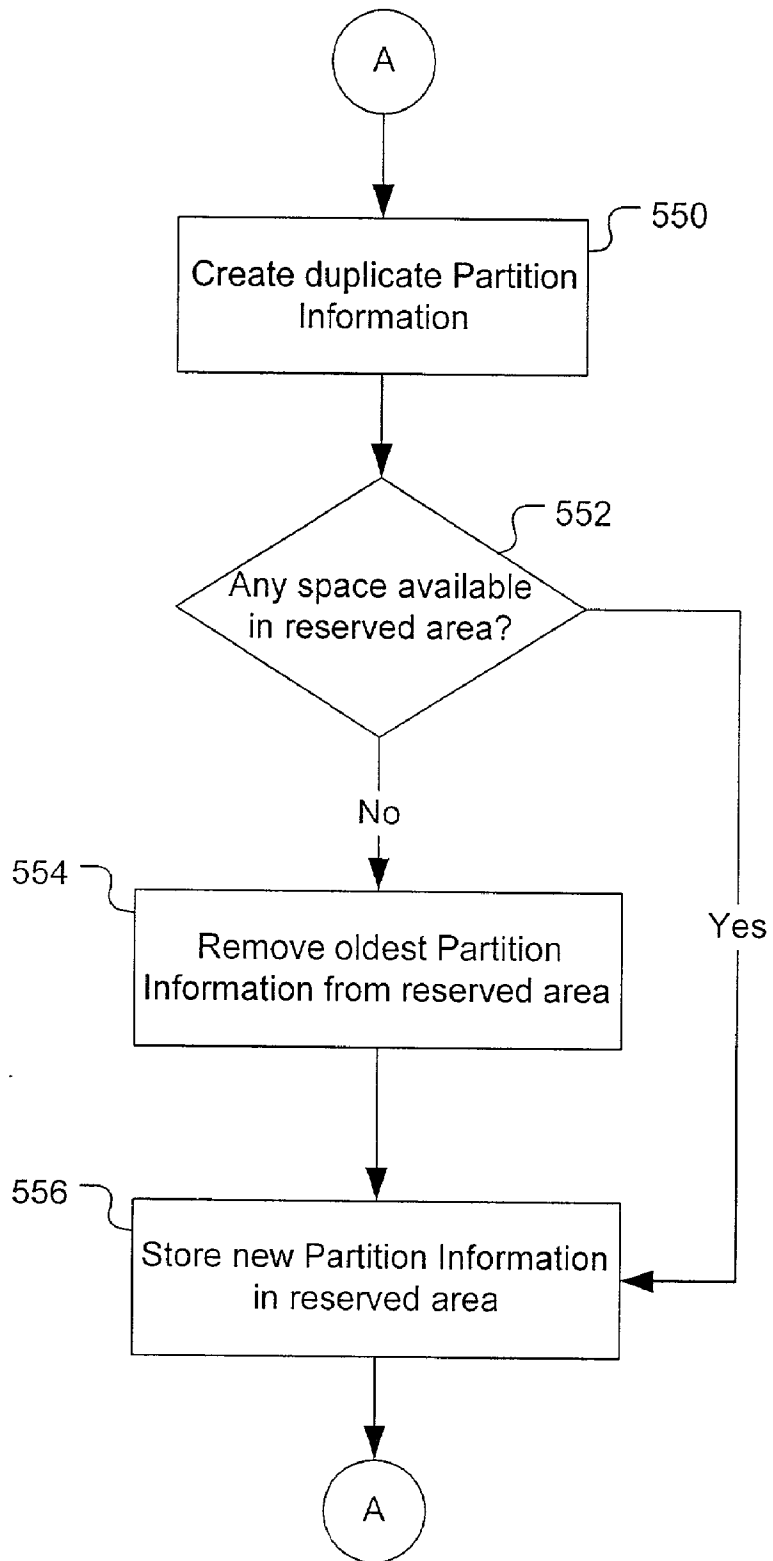 A
550
Create duplicate Partition
Information
552
Any space available
in reserved area?
No
Yes
554
Remove oldest Partition
Information from reserved area
556
Store new Partition Information
in reserved area
A